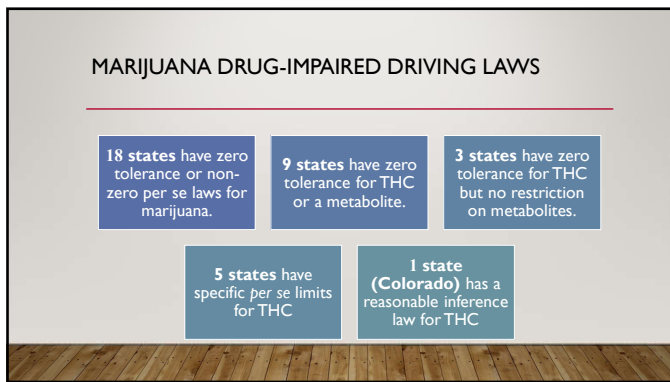 MARIJUANA DRUG-IMPAIRED DRIVING LAWS
18 states have zero
tolerance or non-
zero per se laws for
marijuana.
9 states have zero
tolerance for THC
or a metabolite.
3 states have zero
tolerance for THC
but no restriction
on metabolites.
5 states have
specific per se limits
for THC
1 state
(Colorado) has a
reasonable inference
law for THC